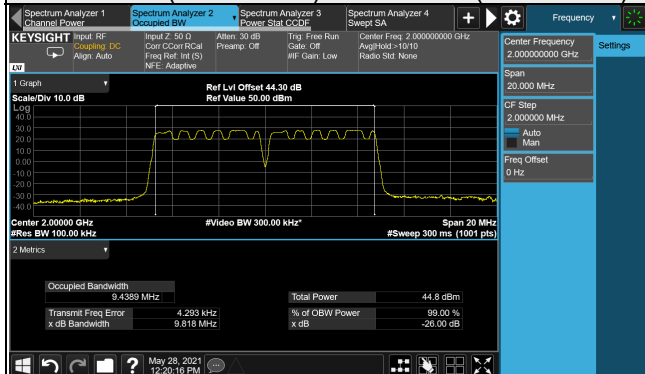 Spectrum Analyzer 1
Channel Power
Spectrum Analyzer 2
Occupied BW
Spectrum Analyzer 3
Power Stat CCDF
Spectrum Analyzer 4
Swept SA
Frequency
KEYSIGHT
LXI
Input: RF
Coupling: DC
Align: Auto
Input Z: 50 Ω
Corr CCorr RCal
Freq Ref: Int (S)
NFE: Adaptive
Atten: 30 dB
Preamp: Off
Trig: Free Run
Gate: Off
#IF Gain: Low
Center Freq: 2.000000000 GHz
Avg|Hold:>10/10
Radio Std: None
Center Frequency
2.000000000 GHz
Settings
Span
20.000 MHz
CF Step
2.000000 MHz
Auto
Man
Freq Offset
0 Hz
1 Graph
Scale/Div 10.0 dB
Ref Lvl Offset 44.30 dB
Ref Value 50.00 dBm
Log
40.0
30.0
20.0
10.0
0.00
-10.0
-20.0
-30.0
-40.0
Center 2.00000 GHz
#Video BW 300.00 kHz*
Span 20 MHz
#Res BW 100.00 kHz
#Sweep 300 ms (1001 pts)
2 Metrics
Occupied Bandwidth
9.4389 MHz
Total Power 44.8 dBm
Transmit Freq Error 4.293 kHz
% of OBW Power 99.00 %
x dB Bandwidth 9.818 MHz
x dB -26.00 dB
?
May 28, 2021
12:20:16 PM